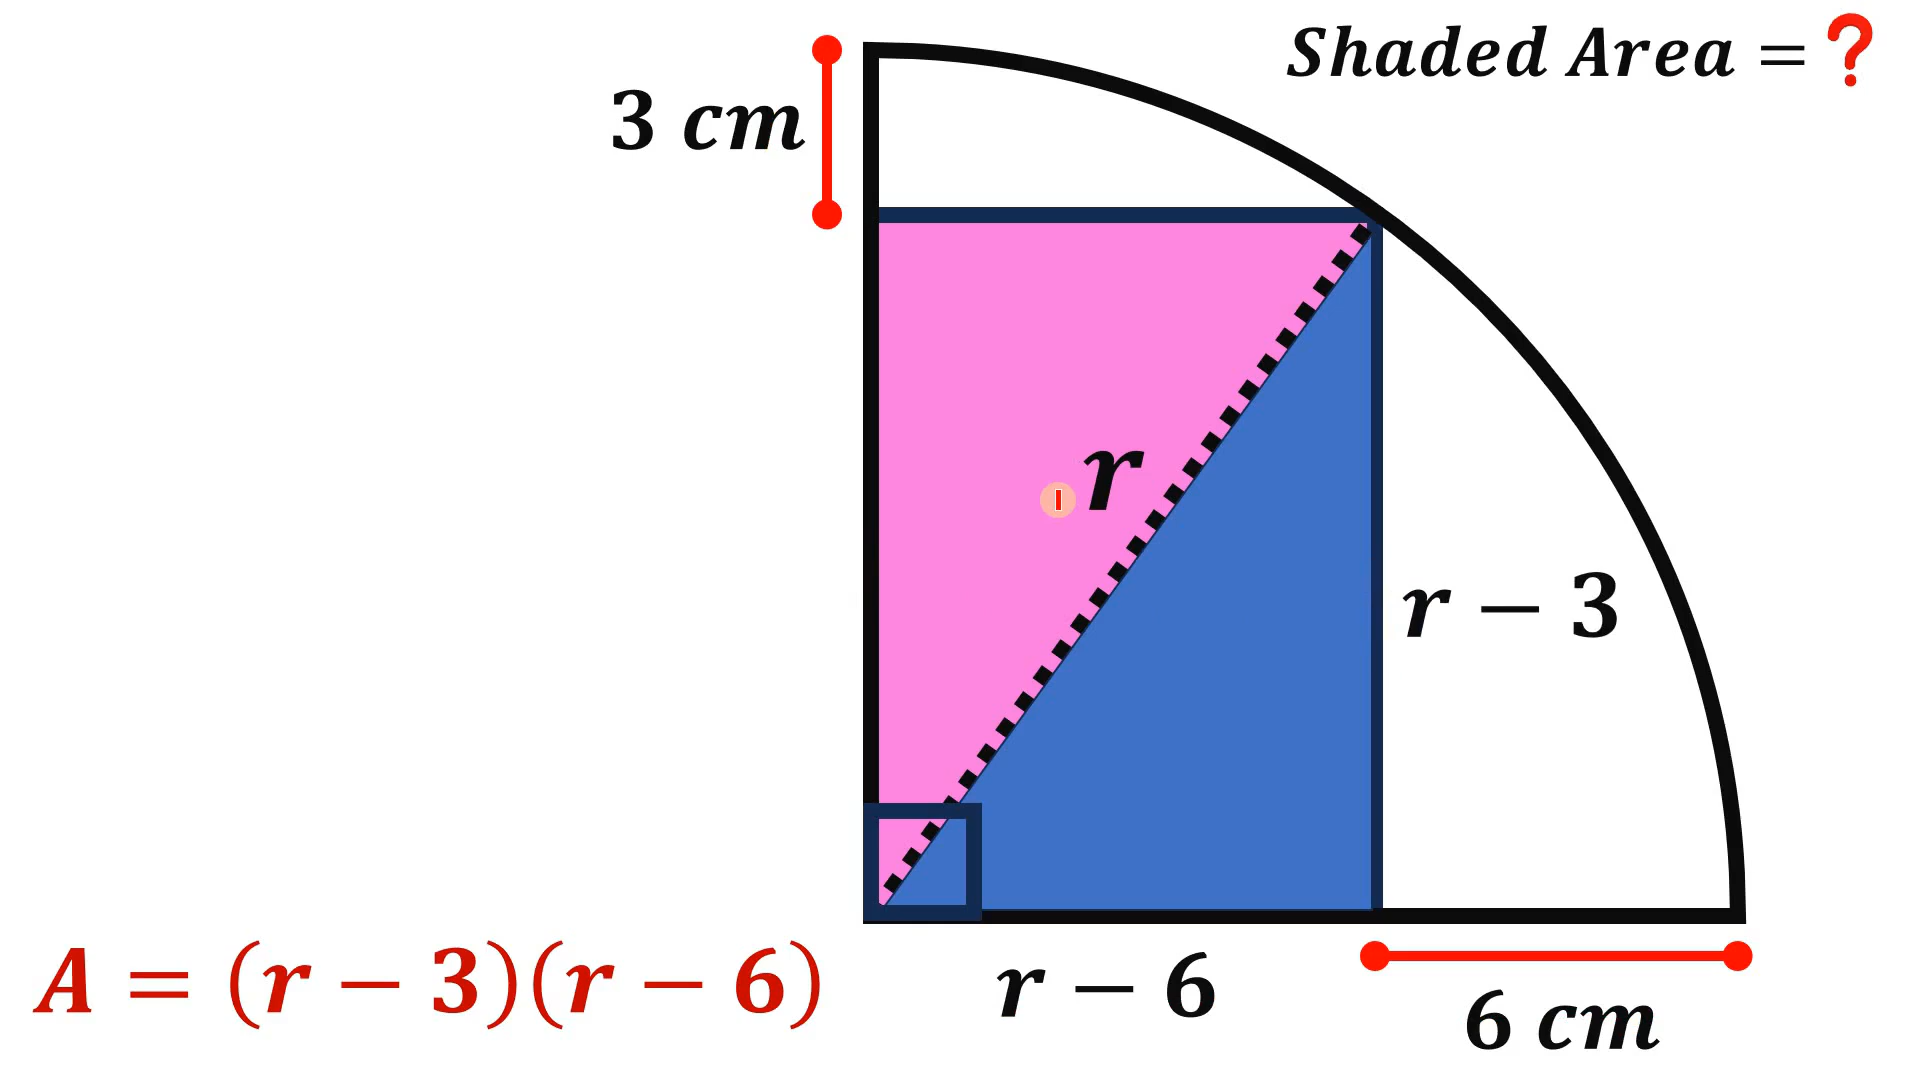 Shaded Area = ?
3 cm
r
r − 3
A = (r − 3)(r − 6)
r − 6
6 cm